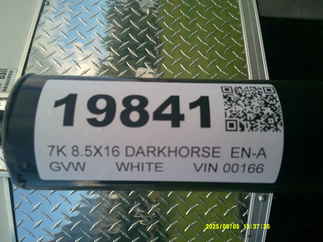 19841
7K 8.5X16 DARKHORSE EN-A
GVW WHITE VIN 00166